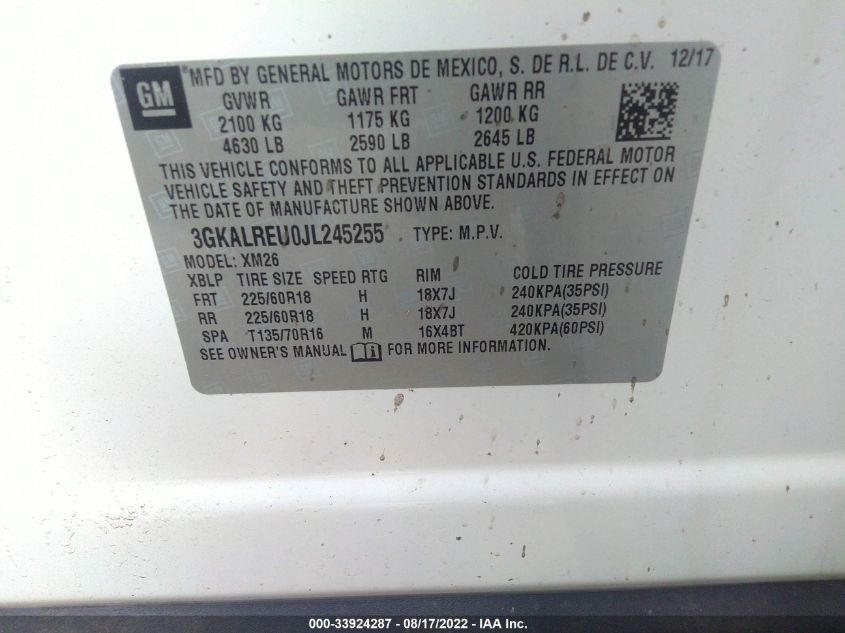 GM
® MFD BY GENERAL MOTORS DE MEXICO, S. DE R.L. DE C.V. 12/17
GVWR GAWR FRT GAWR RR
2100 KG 1175 KG 1200 KG
4630 LB 2590 LB 2645 LB
THIS VEHICLE CONFORMS TO ALL APPLICABLE U.S. FEDERAL MOTOR
VEHICLE SAFETY AND THEFT PREVENTION STANDARDS IN EFFECT ON
THE DATE OF MANUFACTURE SHOWN ABOVE.
3GKALREU0JL245255 TYPE: M.P.V.
MODEL: XM26
XBLP TIRE SIZE SPEED RTG RIM COLD TIRE PRESSURE
FRT 225/60R18 H 18X7J 240KPA(35PSI)
RR 225/60R18 H 18X7J 240KPA(35PSI)
SPA T135/70R16 M 16X4BT 420KPA(60PSI)
SEE OWNER'S MANUAL FOR MORE INFORMATION.
000-33924287 - 08/17/2022 - IAA Inc.